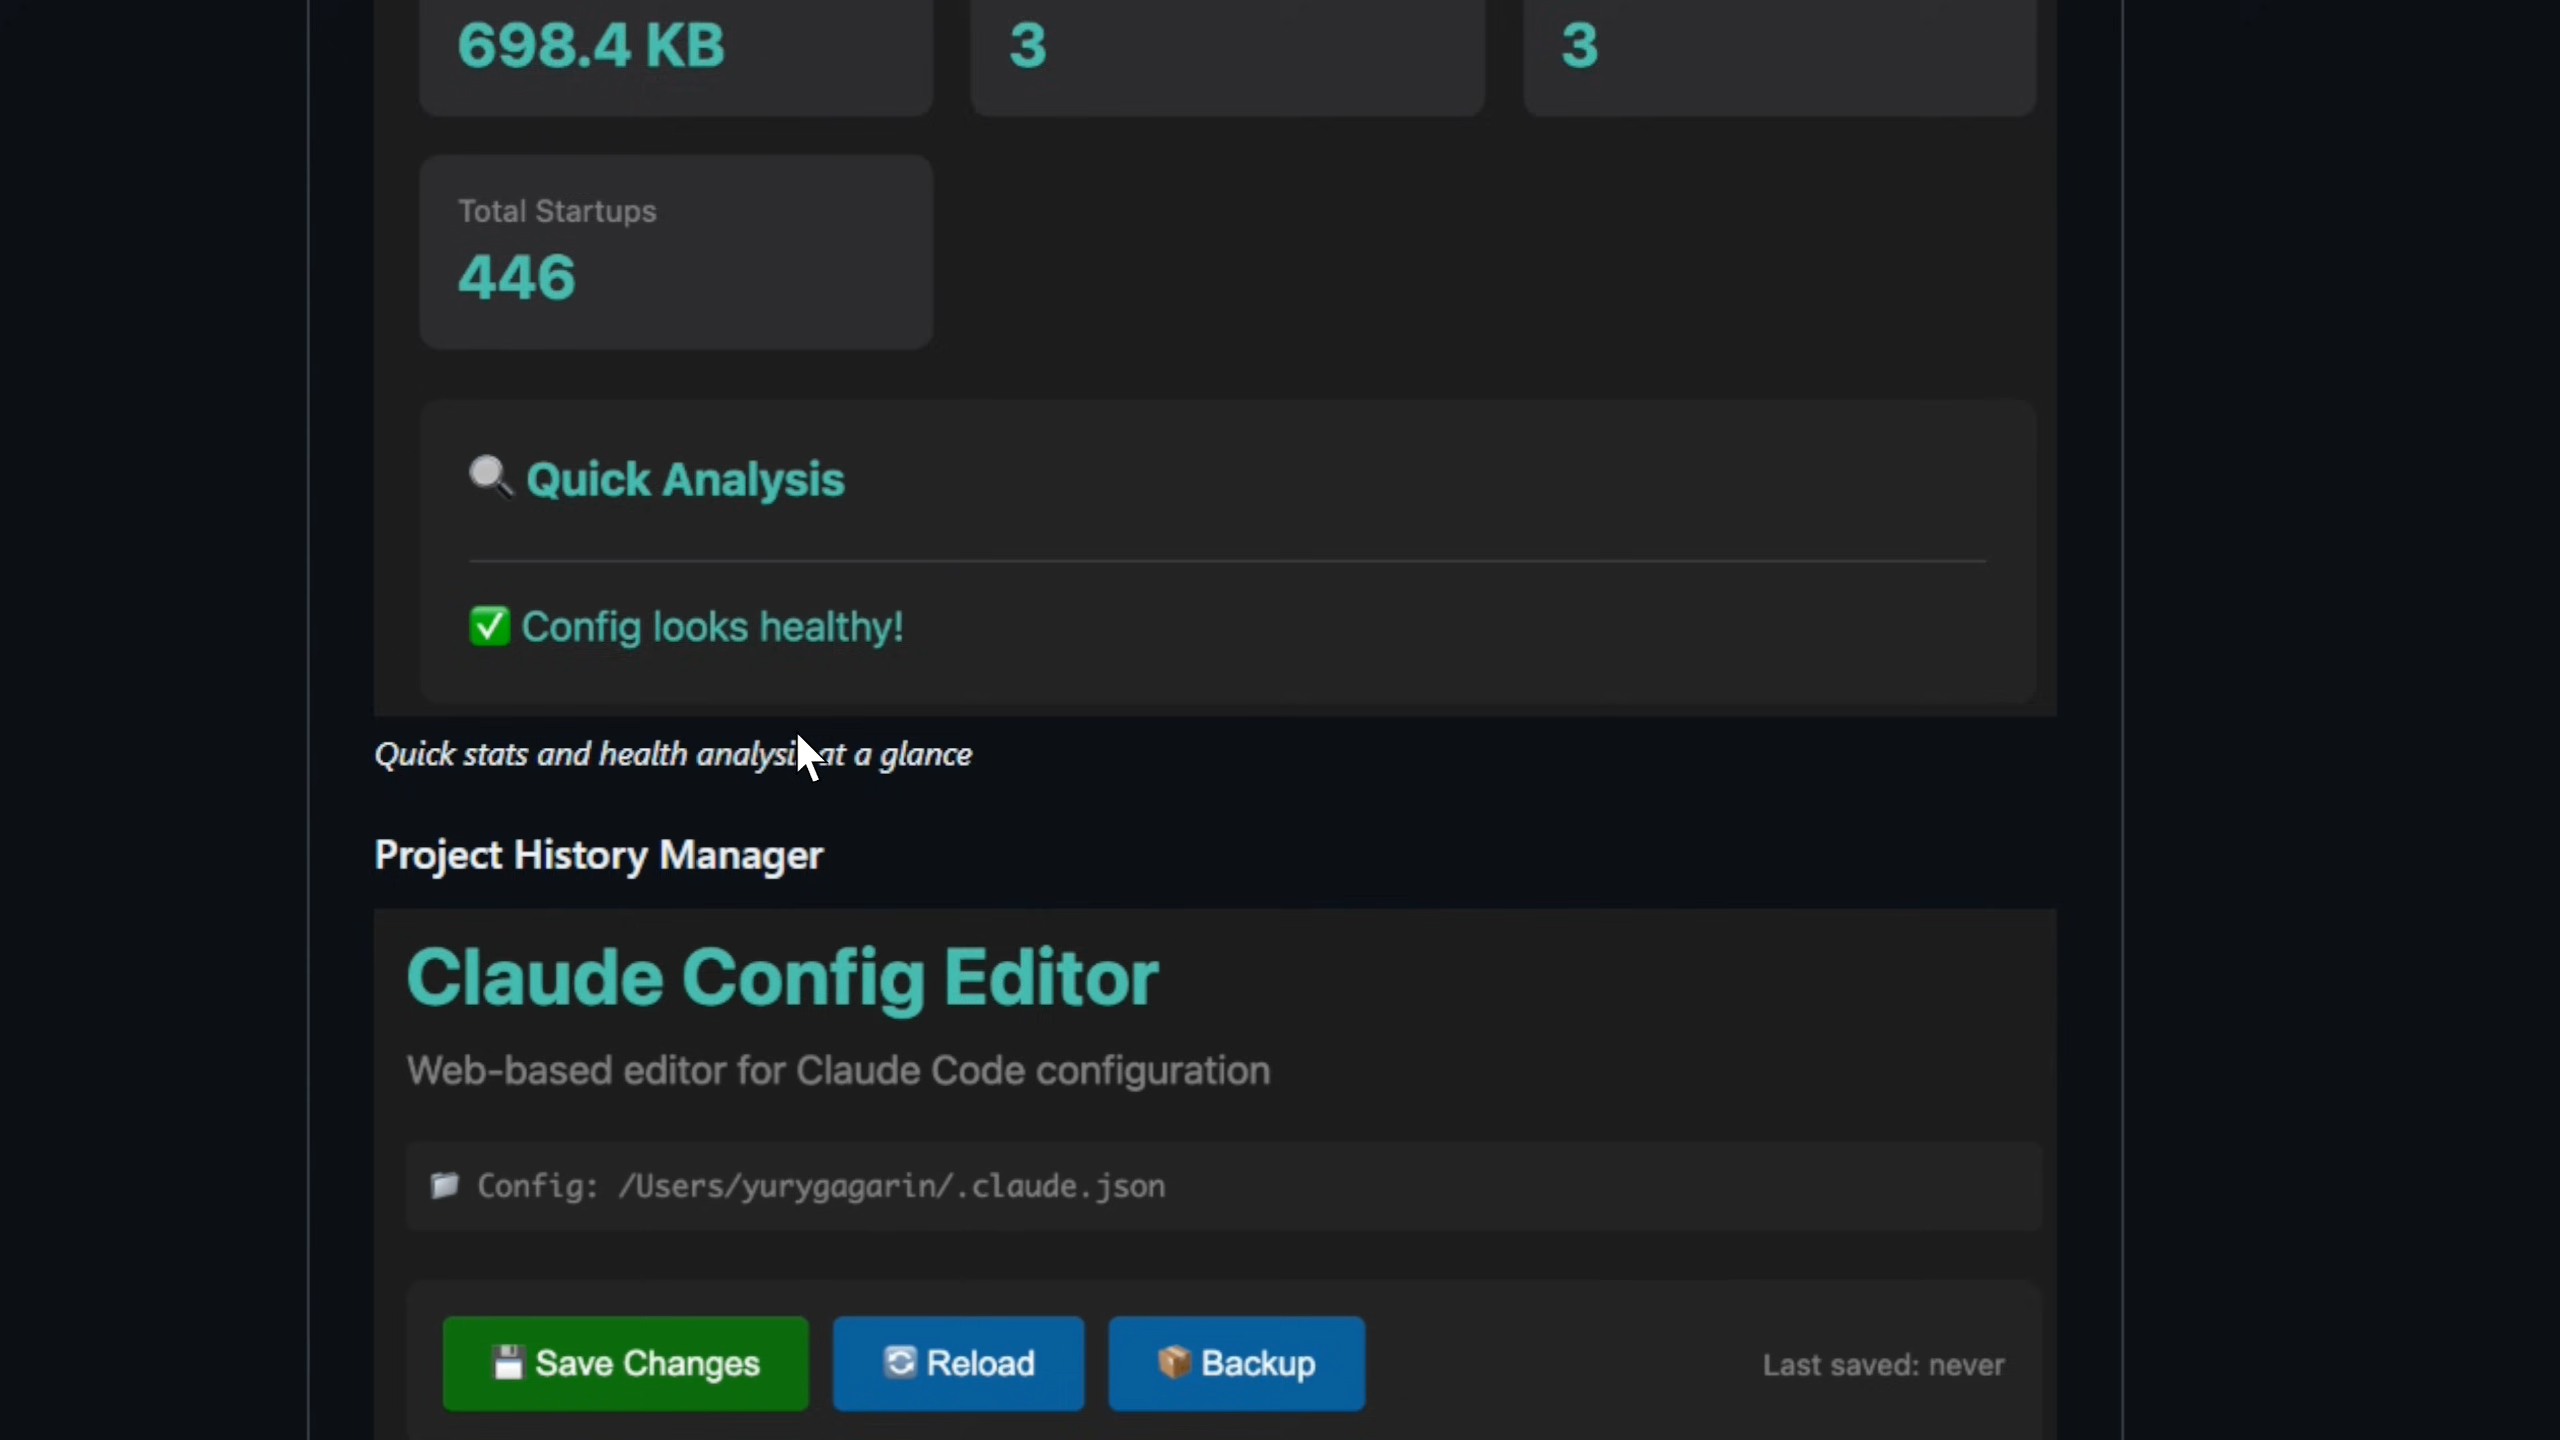 698.4 KB
3
3
Total Startups
446
Quick Analysis
Config looks healthy!
Quick stats and health analysis at a glance
Project History Manager
Claude Config Editor
Web-based editor for Claude Code configuration
Config: /Users/yurygagarin/.claude.json
Save Changes
Reload
Backup
Last saved: never